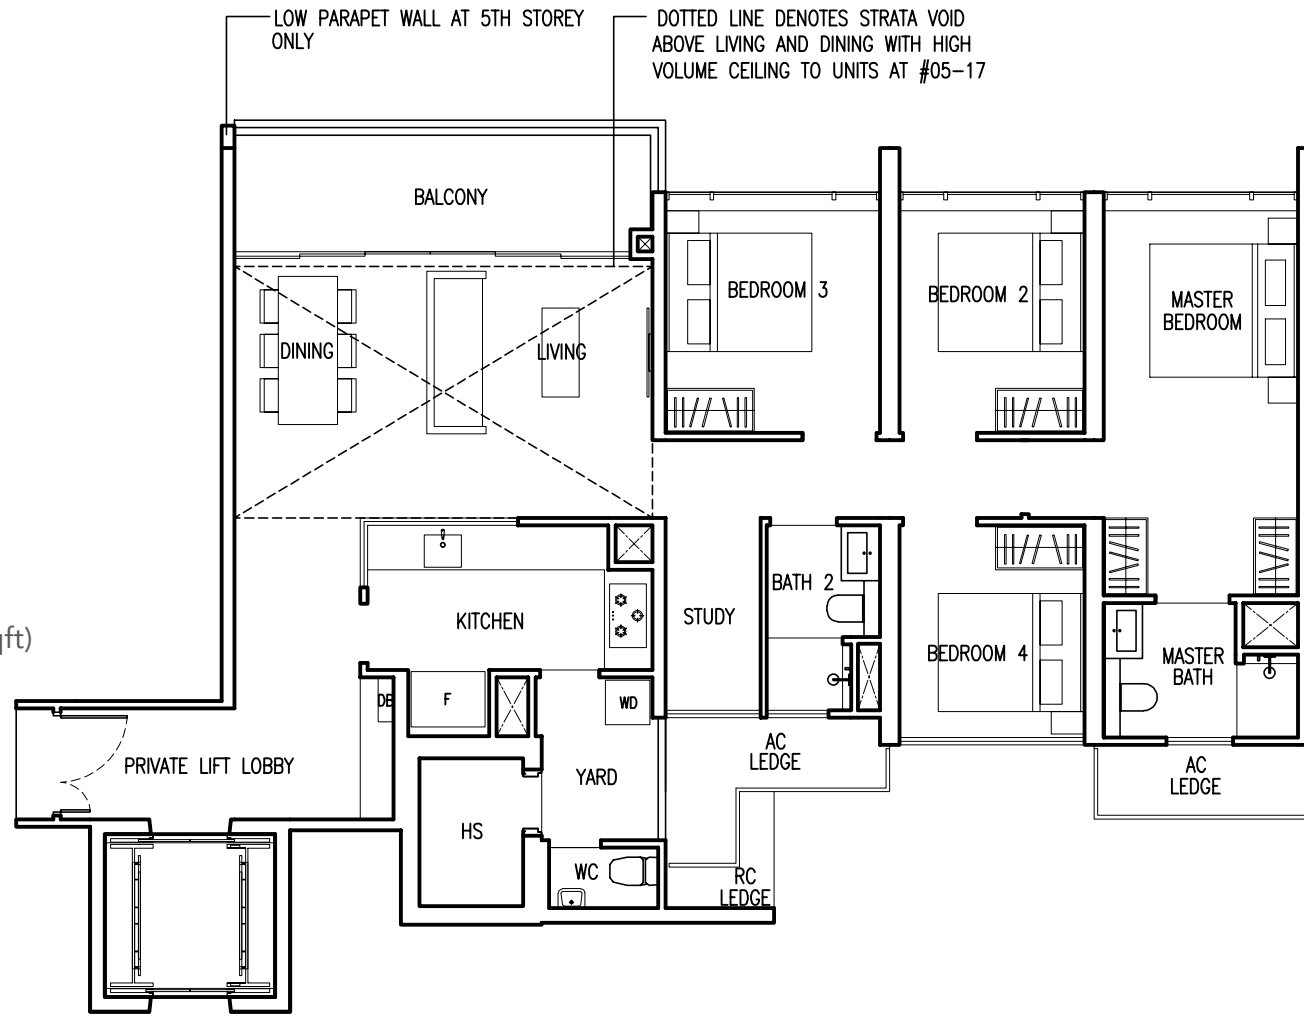 LOW PARAPET WALL AT 5TH STOREY
ONLY
DOTTED LINE DENOTES STRATA VOID
ABOVE LIVING AND DINING WITH HIGH
VOLUME CEILING TO UNITS AT #05-17
BALCONY
BEDROOM 3
BEDROOM 2
MASTER
BEDROOM
DINING
LIVING
KITCHEN
STUDY
BATH 2
BEDROOM 4
MASTER
BATH
qft)
DB
F
WD
PRIVATE LIFT LOBBY
YARD
AC
LEDGE
AC
LEDGE
HS
WC
RC
LEDGE